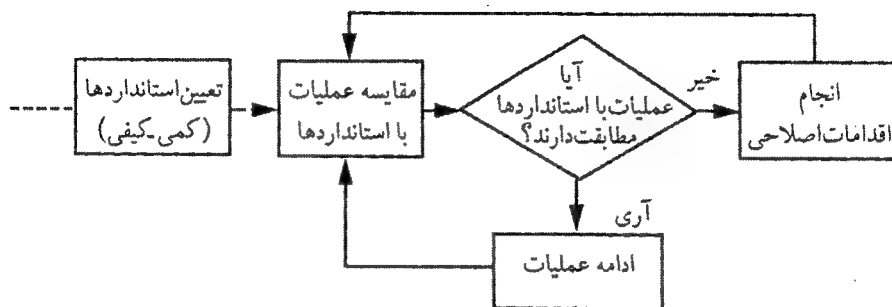 تعیین استانداردها
(کمی-کیفی)
مقایسه عملیات
با استانداردها
آیا
عملیات با استانداردها
مطابقت دارند؟
خیر
انجام
اقدامات اصلاحی
آری
ادامه عملیات